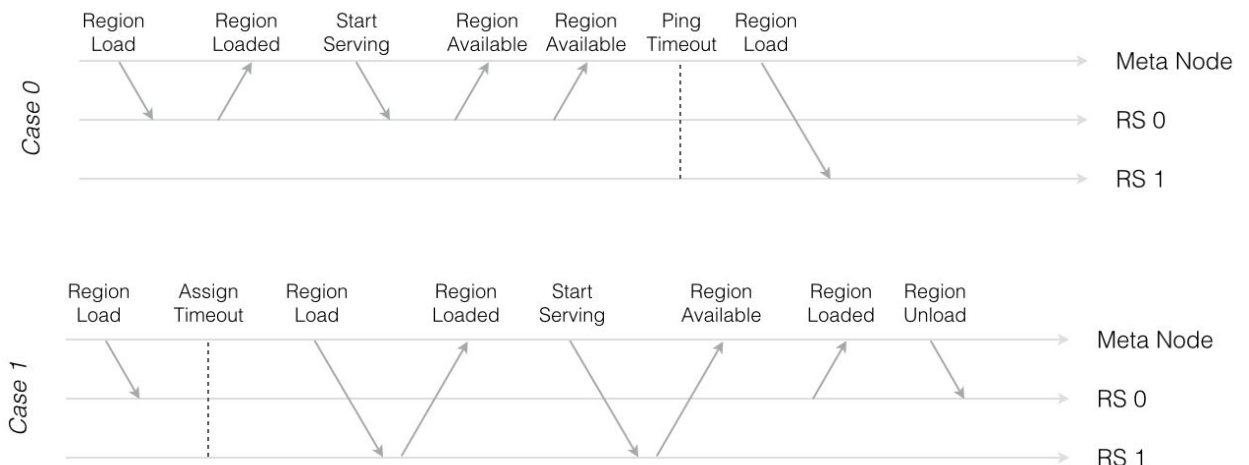 Region Region Start Region Region Ping Region
Load Loaded Serving Available Available Timeout Load
Meta Node
Case 0
RS 0
RS 1
Region Assign Region Region Start Region Region Region
Load Timeout Load Loaded Serving Available Loaded Unload
Meta Node
Case 1
RS 0
RS 1